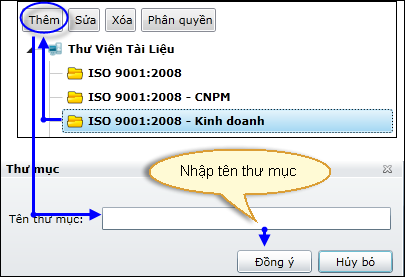 Thêm Sửa Xóa Phân quyền
Thư Viện Tài Liệu
ISO 9001:2008
ISO 9001:2008 - CNPM
ISO 9001:2008 - Kinh doanh
Thư mục
Nhập tên thư mục
Tên thư mục:
Đồng ý Hủy bỏ